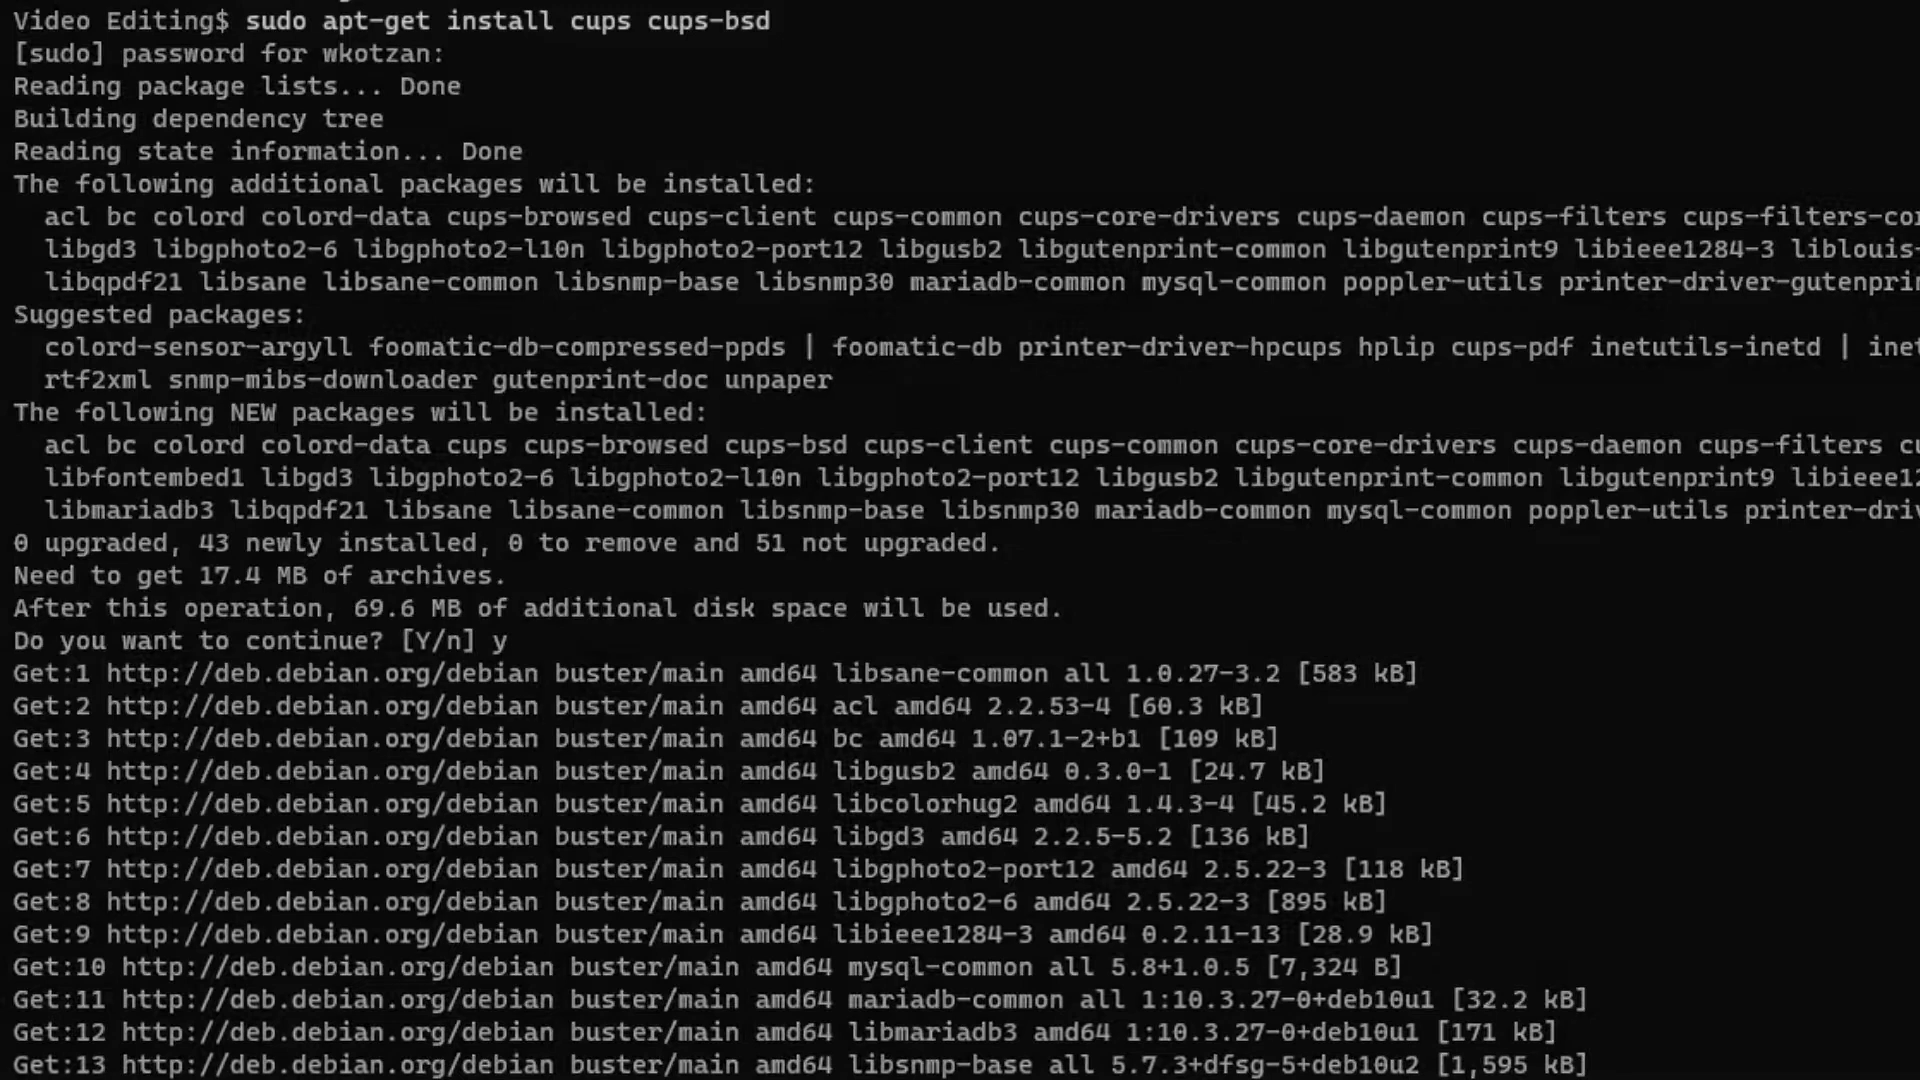 Video Editing$ sudo apt-get install cups cups-bsd
[sudo] password for wkotzan:
Reading package lists... Done
Building dependency tree
Reading state information... Done
The following additional packages will be installed:
acl bc colord colord-data cups-browsed cups-client cups-common cups-core-drivers cups-daemon cups-filters cups-filters-co
libgd3 libgphoto2-6 libgphoto2-l10n libgphoto2-port12 libgusb2 libgutenprint-common libgutenprint9 libieee1284-3 liblouis-
libqpdf21 libsane libsane-common libsnmp-base libsnmp30 mariadb-common mysql-common poppler-utils printer-driver-gutenpri
Suggested packages:
colord-sensor-argyll foomatic-db-compressed-ppds | foomatic-db printer-driver-hpcups hplip cups-pdf inetutils-inetd | inet
rtf2xml snmp-mibs-downloader gutenprint-doc unpaper
The following NEW packages will be installed:
acl bc colord colord-data cups cups-browsed cups-bsd cups-client cups-common cups-core-drivers cups-daemon cups-filters cu
libfontembed1 libgd3 libgphoto2-6 libgphoto2-l10n libgphoto2-port12 libgusb2 libgutenprint-common libgutenprint9 libieee12
libmariadb3 libqpdf21 libsane libsane-common libsnmp-base libsnmp30 mariadb-common mysql-common poppler-utils printer-driv
0 upgraded, 43 newly installed, 0 to remove and 51 not upgraded.
Need to get 17.4 MB of archives.
After this operation, 69.6 MB of additional disk space will be used.
Do you want to continue? [Y/n] y
Get:1 http://deb.debian.org/debian buster/main amd64 libsane-common all 1.0.27-3.2 [583 kB]
Get:2 http://deb.debian.org/debian buster/main amd64 acl amd64 2.2.53-4 [60.3 kB]
Get:3 http://deb.debian.org/debian buster/main amd64 bc amd64 1.07.1-2+b1 [109 kB]
Get:4 http://deb.debian.org/debian buster/main amd64 libgusb2 amd64 0.3.0-1 [24.7 kB]
Get:5 http://deb.debian.org/debian buster/main amd64 libcolorhug2 amd64 1.4.3-4 [45.2 kB]
Get:6 http://deb.debian.org/debian buster/main amd64 libgd3 amd64 2.2.5-5.2 [136 kB]
Get:7 http://deb.debian.org/debian buster/main amd64 libgphoto2-port12 amd64 2.5.22-3 [118 kB]
Get:8 http://deb.debian.org/debian buster/main amd64 libgphoto2-6 amd64 2.5.22-3 [895 kB]
Get:9 http://deb.debian.org/debian buster/main amd64 libieee1284-3 amd64 0.2.11-13 [28.9 kB]
Get:10 http://deb.debian.org/debian buster/main amd64 mysql-common all 5.8+1.0.5 [7,324 B]
Get:11 http://deb.debian.org/debian buster/main amd64 mariadb-common all 1:10.3.27-0+deb10u1 [32.2 kB]
Get:12 http://deb.debian.org/debian buster/main amd64 libmariadb3 amd64 1:10.3.27-0+deb10u1 [171 kB]
Get:13 http://deb.debian.org/debian buster/main amd64 libsnmp-base all 5.7.3+dfsg-5+deb10u2 [1,595 kB]